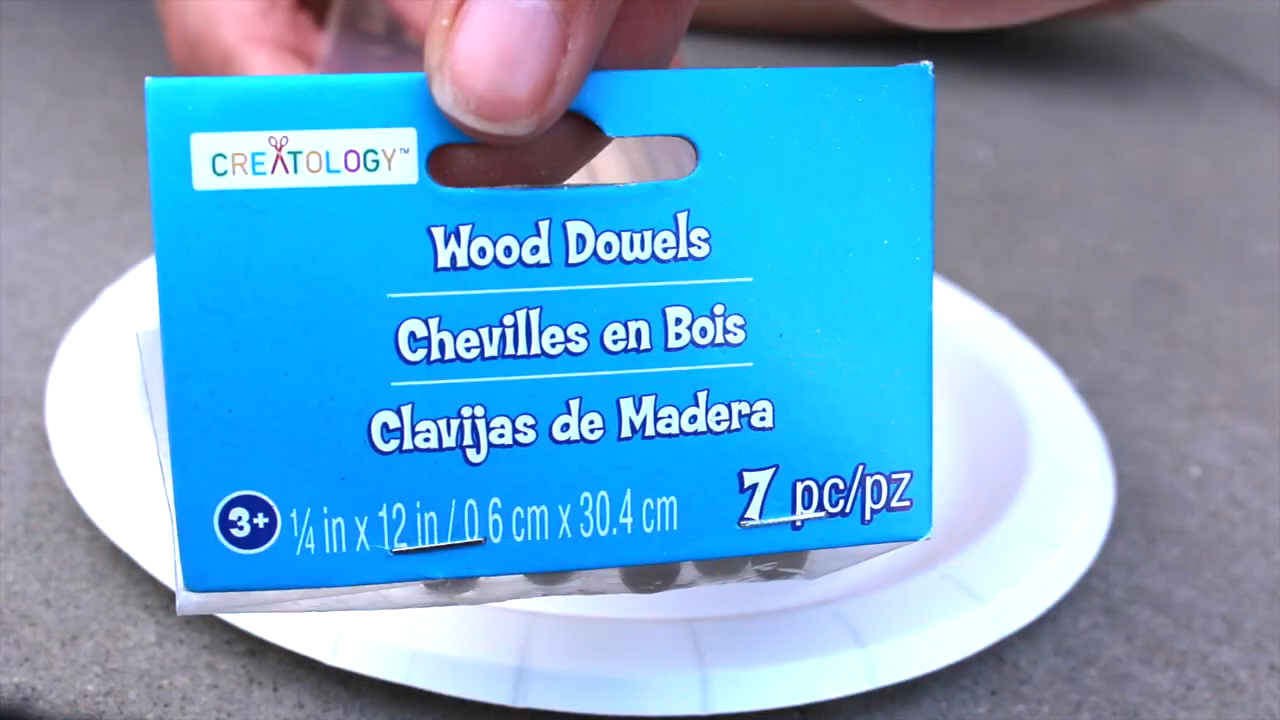 CREATOLOGY™
Wood Dowels
Chevilles en Bois
Clavijas de Madera
3+ 1/4 in x 12 in / 0.6 cm x 30.4 cm
7 pc/pz